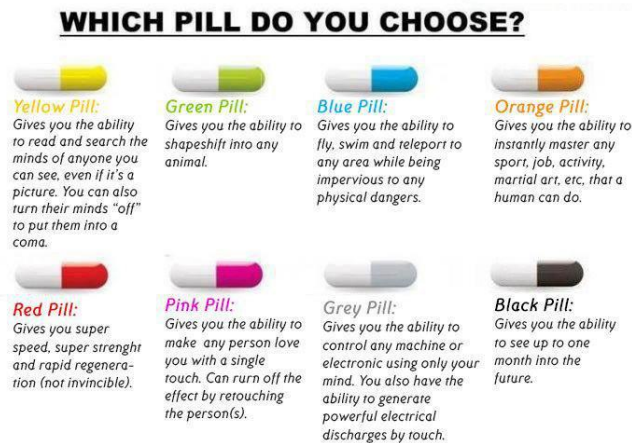 WHICH PILL DO YOU CHOOSE?
Yellow Pill:
Gives you the ability
to read and search the
minds of anyone you
can see, even if it's a
picture. You can also
turn their minds "off"
to put them into a
coma.
Green Pill:
Gives you the ability to
shapeshift into any
animal.
Blue Pill:
Gives you the ability to
fly, swim and teleport to
any area while being
impervious to any
physical dangers.
Orange Pill:
Gives you the ability to
instantly master any
sport, job, activity,
martial art, etc, that a
human can do.
Red Pill:
Gives you super
speed, super strenght
and rapid regenera-
tion (not invincible).
Pink Pill:
Gives you the ability to
make any person love
you with a single
touch. Can rurn off the
effect by retouching
the person(s).
Grey Pill:
Gives you the ability to
control any machine or
electronic using only your
mind. You also have the
ability to generate
powerful electrical
discharges by touch.
Black Pill:
Gives you the ability
to see up to one
month into the
future.